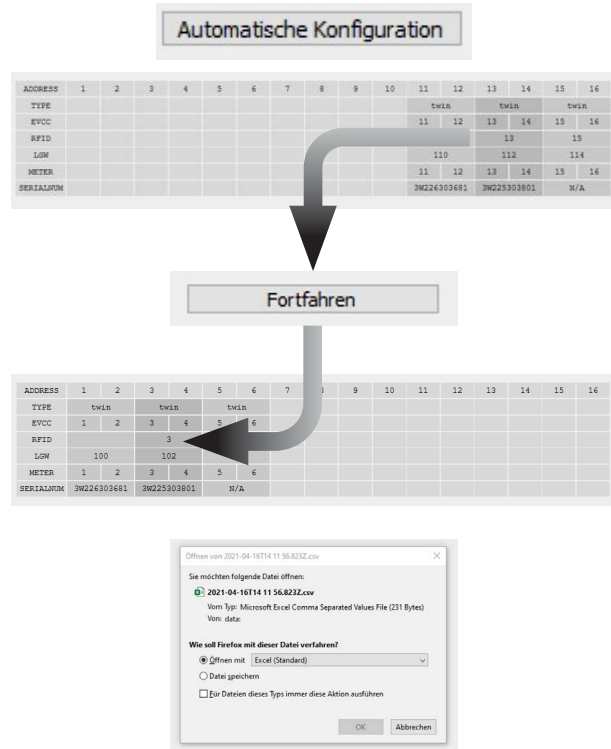 Automatische Konfiguration
ADDRESS 1 2 3 4 5 6 7 8 9 10 11 12 13 14 15 16
TYPE twin twin twin
EVCC 11 12 13 14 15 16
RFID 13 15
LGW 110 112 114
METER 11 12 13 14 15 16
SERIALNUM 3W226303681 3W225303801 N/A
Fortfahren
ADDRESS 1 2 3 4 5 6 7 9 10 11 12 13 14 15 16
TYPE twin twin twin
EVCC 1 2 3 4 5 6
RFID 3
LGW 100 102
METER 1 2 3 4 5 6
SERIALNUM 3W226303681 3W225303801 N/A
Öffnen von 2021-04-16T14 11 56.823Z.csv
Sie möchten folgende Datei öffnen:
2021-04-16T14 11 56.823Z.csv
Vom Typ: Microsoft Excel Comma Separated Values File (231 Bytes)
Von: data:
Wie soll Firefox mit dieser Datei verfahren?
Öffnen mit Excel (Standard)
Datei speichern
Für Dateien dieses Typs immer diese Aktion ausführen
OK Abbrechen